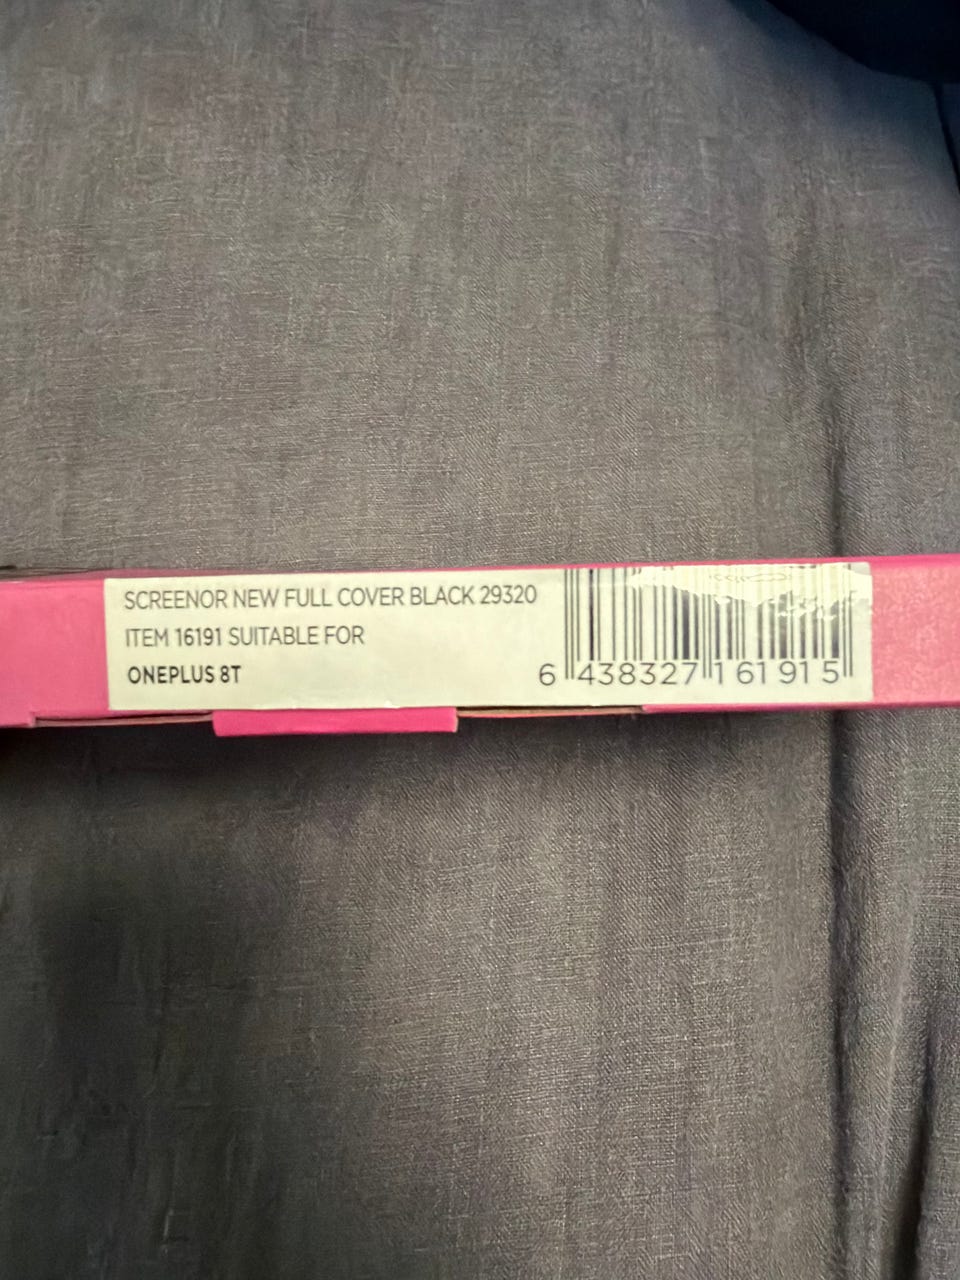 SCREENOR NEW FULL COVER BLACK 29320
ITEM 16191 SUITABLE FOR
ONEPLUS 8T
6 438327 161915